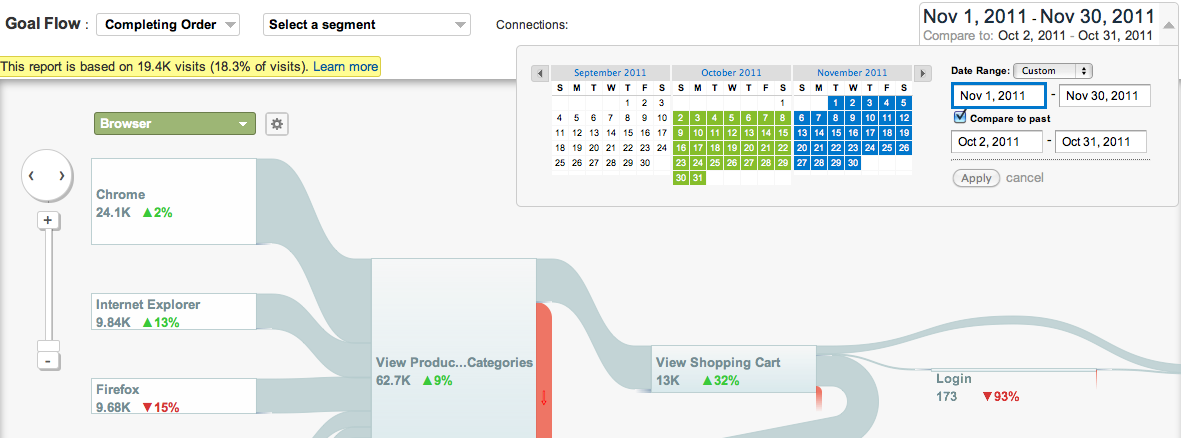 Goal Flow : Completing Order Select a segment Connections:
Nov 1, 2011 - Nov 30, 2011
Compare to: Oct 2, 2011 - Oct 31, 2011
This report is based on 19.4K visits (18.3% of visits). Learn more
September 2011
S M T W T F S
1 2 3
4 5 6 7 8 9 10
11 12 13 14 15 16 17
18 19 20 21 22 23 24
25 26 27 28 29 30
October 2011
S M T W T F S
1
2 3 4 5 6 7 8
9 10 11 12 13 14 15
16 17 18 19 20 21 22
23 24 25 26 27 28 29
30 31
November 2011
S M T W T F S
1 2 3 4 5
6 7 8 9 10 11 12
13 14 15 16 17 18 19
20 21 22 23 24 25 26
27 28 29 30
Date Range: Custom
Nov 1, 2011 - Nov 30, 2011
Compare to past
Oct 2, 2011 - Oct 31, 2011
Apply cancel
Browser
Chrome
24.1K ▲2%
Internet Explorer
9.84K ▲13%
Firefox
9.68K ▼15%
View Produc...Categories
62.7K ▲9%
View Shopping Cart
13K ▲32%
Login
173 ▼93%
+
-